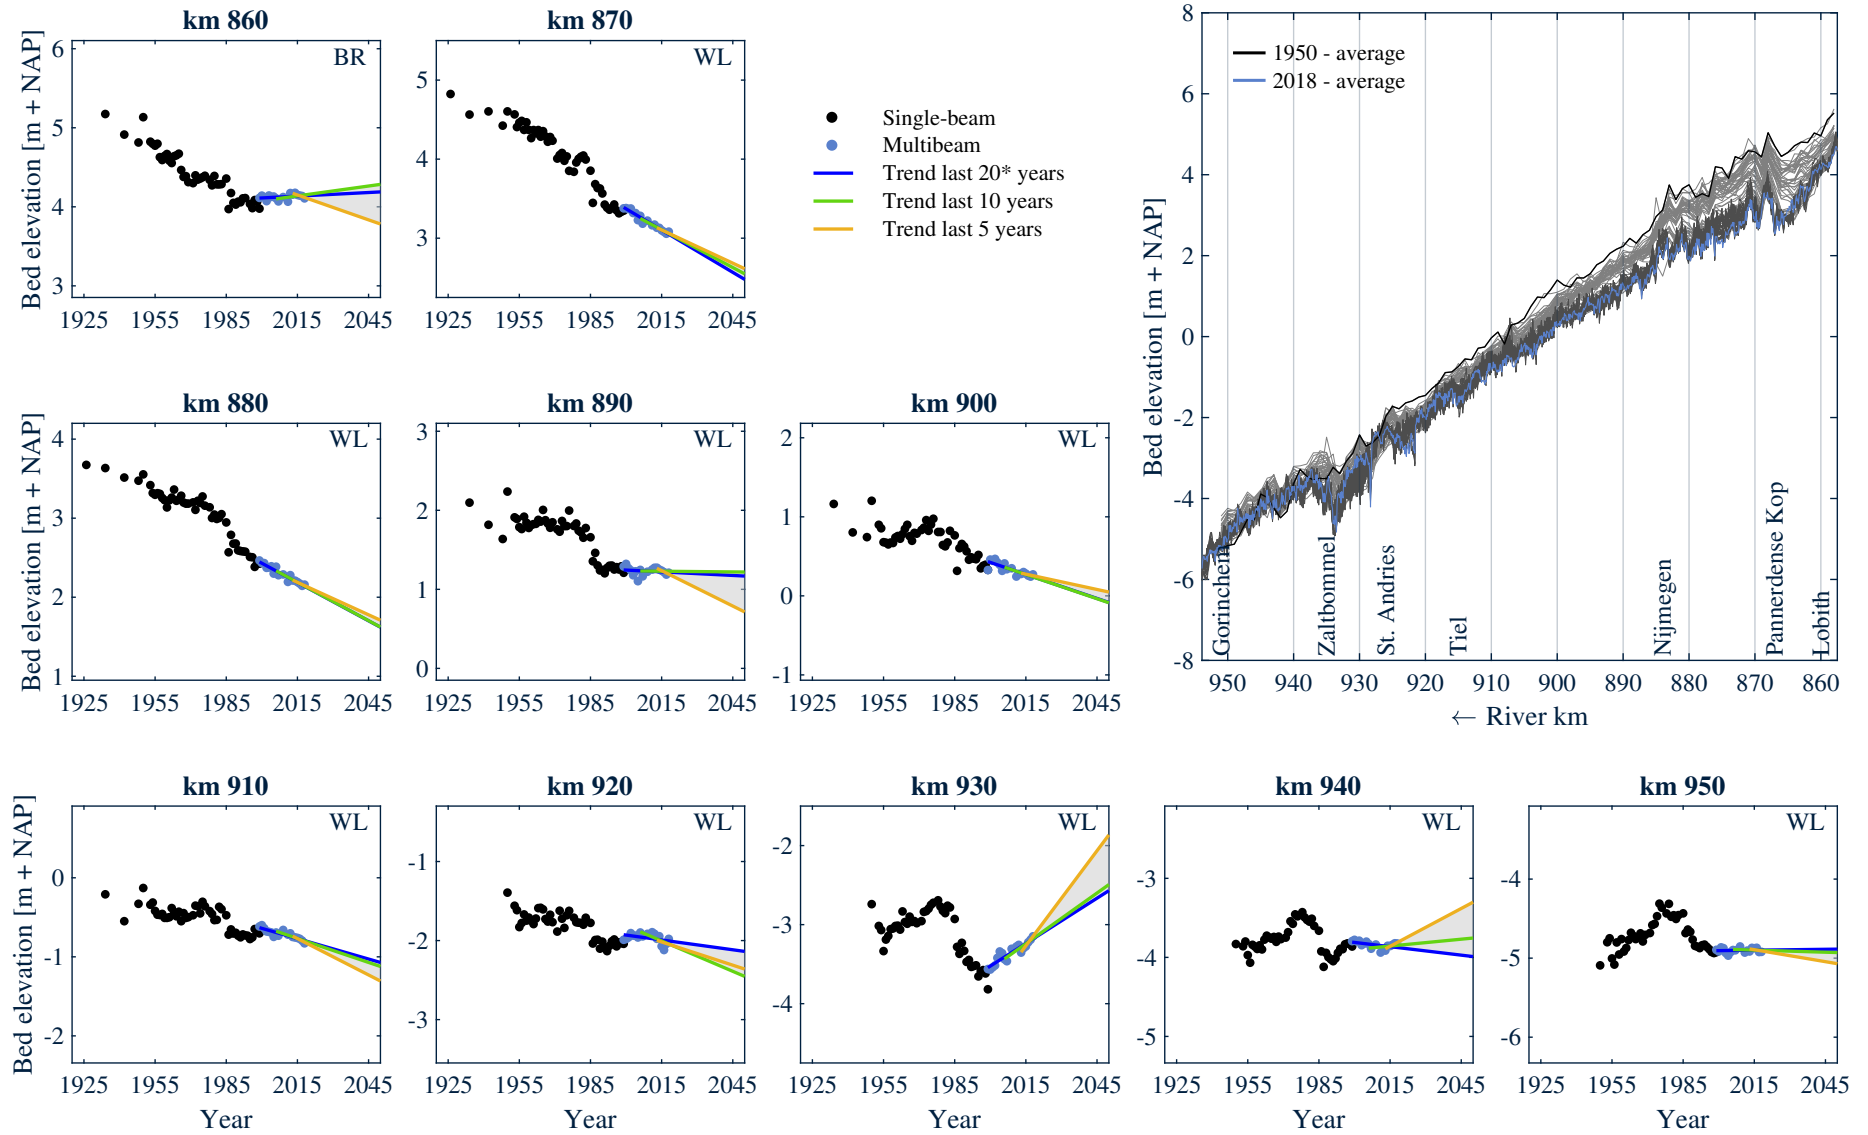 km 860
BR
Bed elevation [m + NAP]
6
5
4
3
1925 1955 1985 2015 2045
km 870
WL
5
4
3
1925 1955 1985 2015 2045
Single-beam
Multibeam
Trend last 20* years
Trend last 10 years
Trend last 5 years
1950 - average
2018 - average
Bed elevation [m + NAP]
8
6
4
2
0
-2
-4
-6
-8
Gorinchem
Zaltbommel
St. Andries
Tiel
Nijmegen
Pannerdense Kop
Lobith
950 940 930 920 910 900 890 880 870 860
← River km
km 880
WL
Bed elevation [m + NAP]
4
3
2
1
1925 1955 1985 2015 2045
km 890
WL
3
2
1
0
1925 1955 1985 2015 2045
km 900
WL
2
1
0
-1
1925 1955 1985 2015 2045
km 910
WL
Bed elevation [m + NAP]
0
-1
-2
1925 1955 1985 2015 2045
Year
km 920
WL
-1
-2
-3
1925 1955 1985 2015 2045
Year
km 930
WL
-2
-3
-4
1925 1955 1985 2015 2045
Year
km 940
WL
-3
-4
-5
1925 1955 1985 2015 2045
Year
km 950
WL
-4
-5
-6
1925 1955 1985 2015 2045
Year